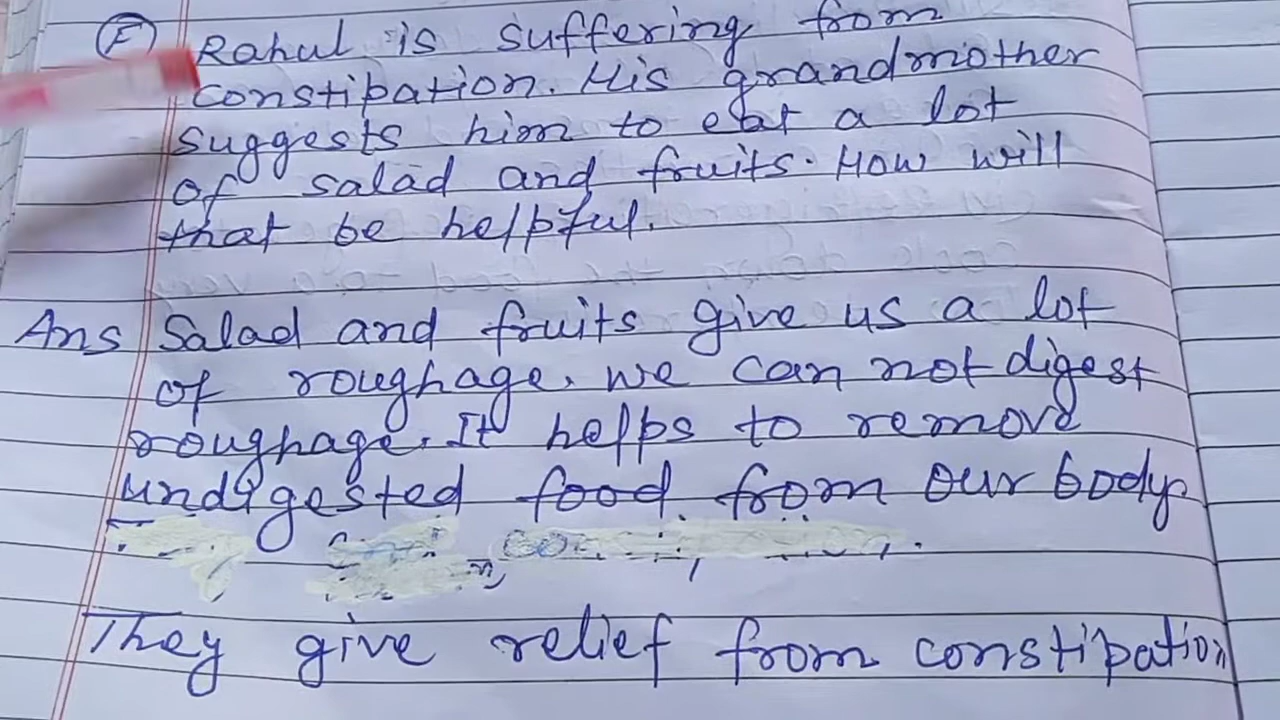 (F) Rahul is suffering from
constipation. His grandmother
suggests him to eat a lot
of salad and fruits. How will
that be helpful.
Ans Salad and fruits give us a lot
of roughage. we can not digest
roughage. It helps to remove
undigested food. from our body.
They give relief from constipation